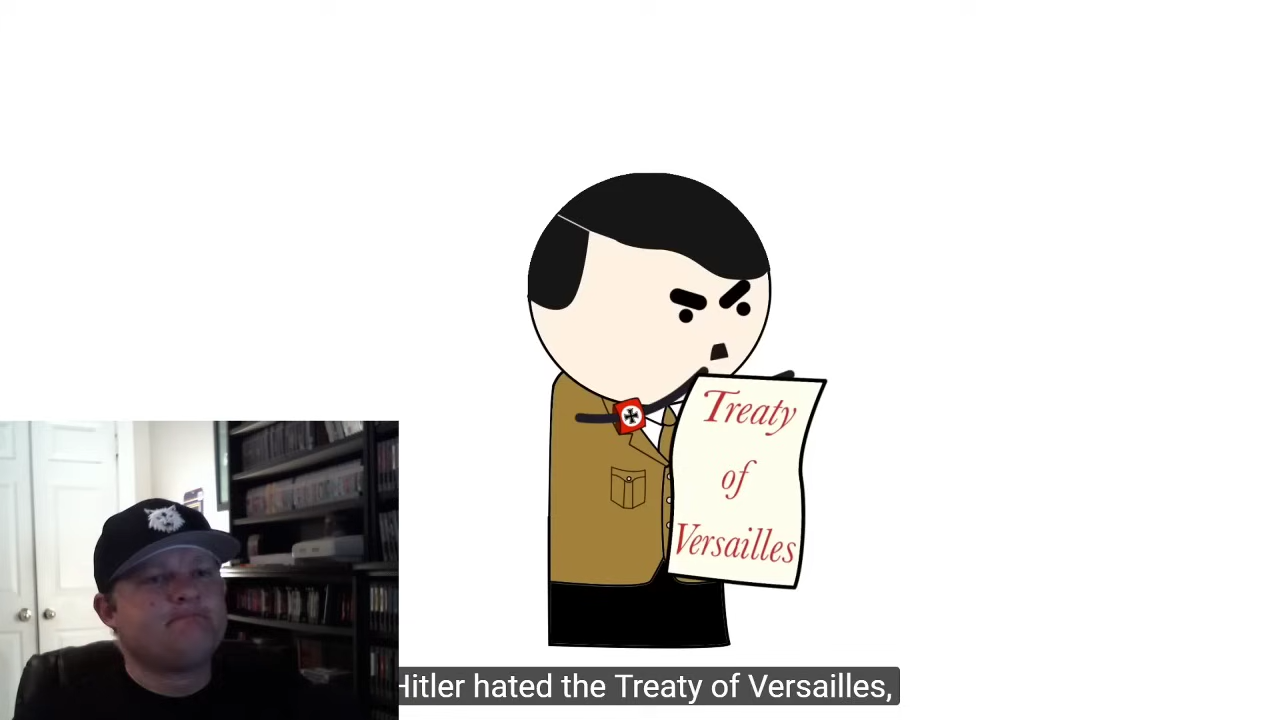 Treaty
of
Versailles
Hitler hated the Treaty of Versailles,